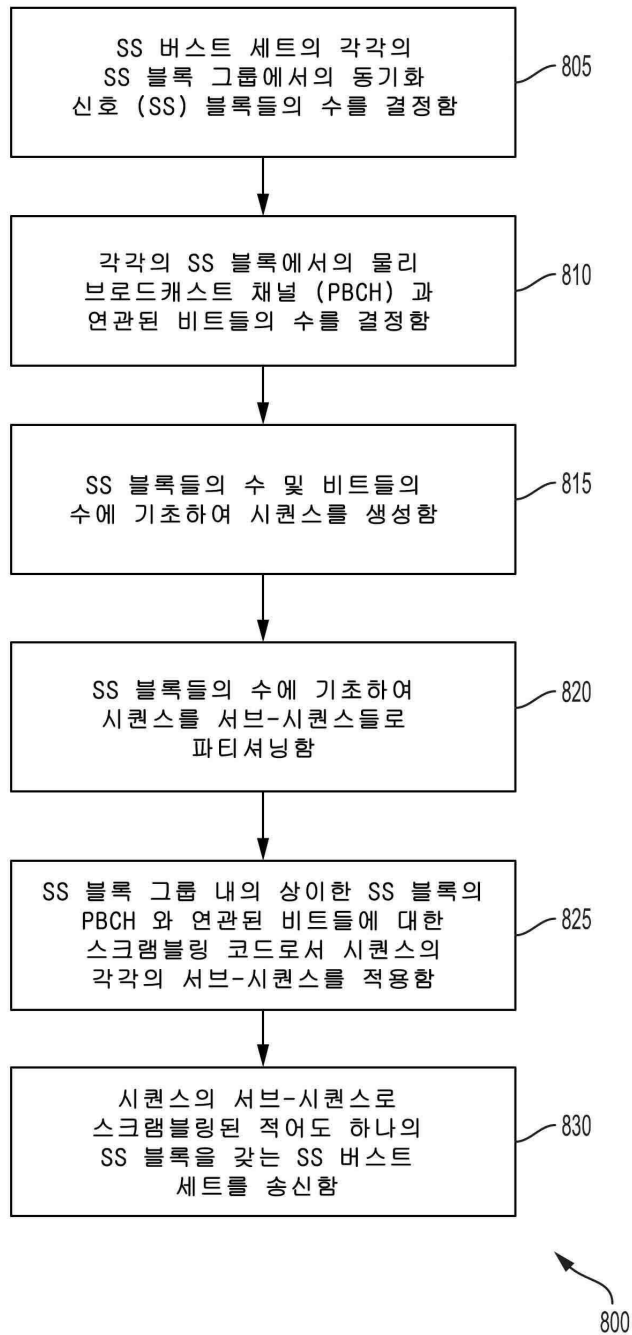 SS 버스트 세트의 각각의
SS 블록 그룹에서의 동기화
신호 (SS) 블록들의 수를 결정함
805
각각의 SS 블록에서의 물리
브로드캐스트 채널 (PBCH) 과
연관된 비트들의 수를 결정함
810
SS 블록들의 수 및 비트들의
수에 기초하여 시퀀스를 생성함
815
SS 블록들의 수에 기초하여
시퀀스를 서브-시퀀스들로
파티셔닝함
820
SS 블록 그룹 내의 상이한 SS 블록의
PBCH 와 연관된 비트들에 대한
스크램블링 코드로서 시퀀스의
각각의 서브-시퀀스를 적용함
825
시퀀스의 서브-시퀀스로
스크램블링된 적어도 하나의
SS 블록을 갖는 SS 버스트
세트를 송신함
830
800